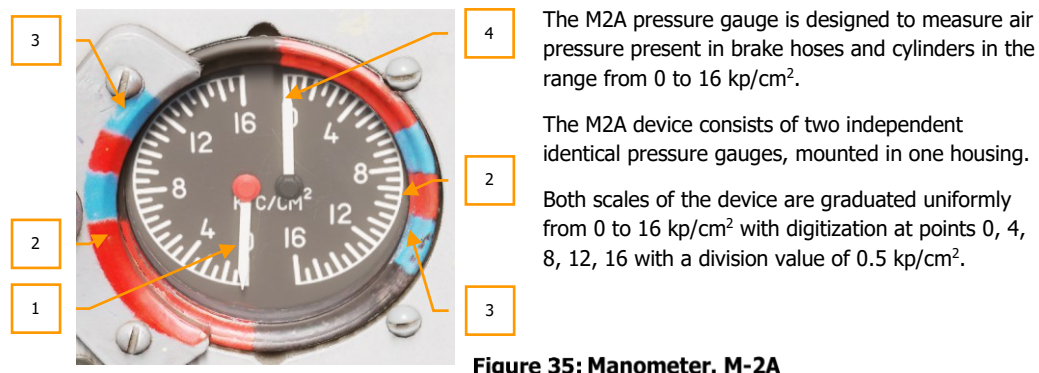 3
2
1
16
12
8
4
0
0
4
8
12
16
C/CM²
4
2
3
The M2A pressure gauge is designed to measure air
pressure present in brake hoses and cylinders in the
range from 0 to 16 kp/cm².
The M2A device consists of two independent
identical pressure gauges, mounted in one housing.
Both scales of the device are graduated uniformly
from 0 to 16 kp/cm² with digitization at points 0, 4,
8, 12, 16 with a division value of 0.5 kp/cm².
Figure 35: Manometer, M-2A